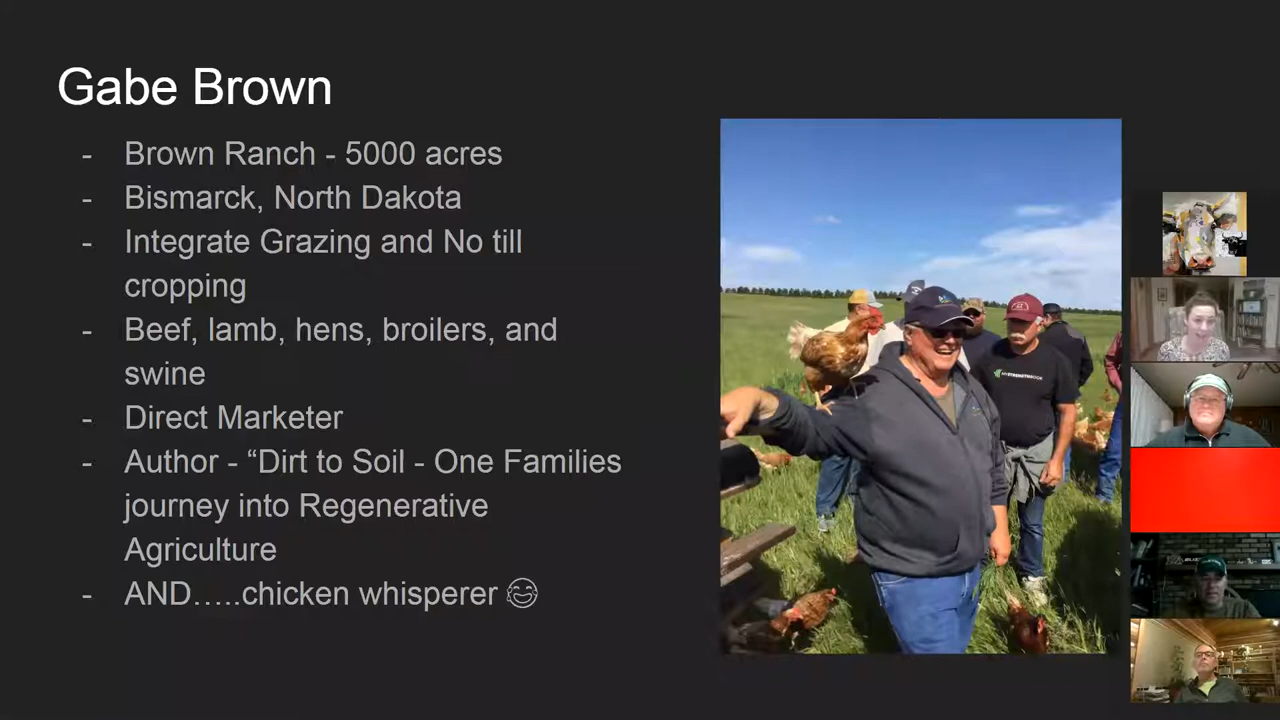 Gabe Brown
- Brown Ranch - 5000 acres
- Bismarck, North Dakota
- Integrate Grazing and No till
cropping
- Beef, lamb, hens, broilers, and
swine
- Direct Marketer
- Author - “Dirt to Soil - One Families
journey into Regenerative
Agriculture
- AND…..chicken whisperer 😂